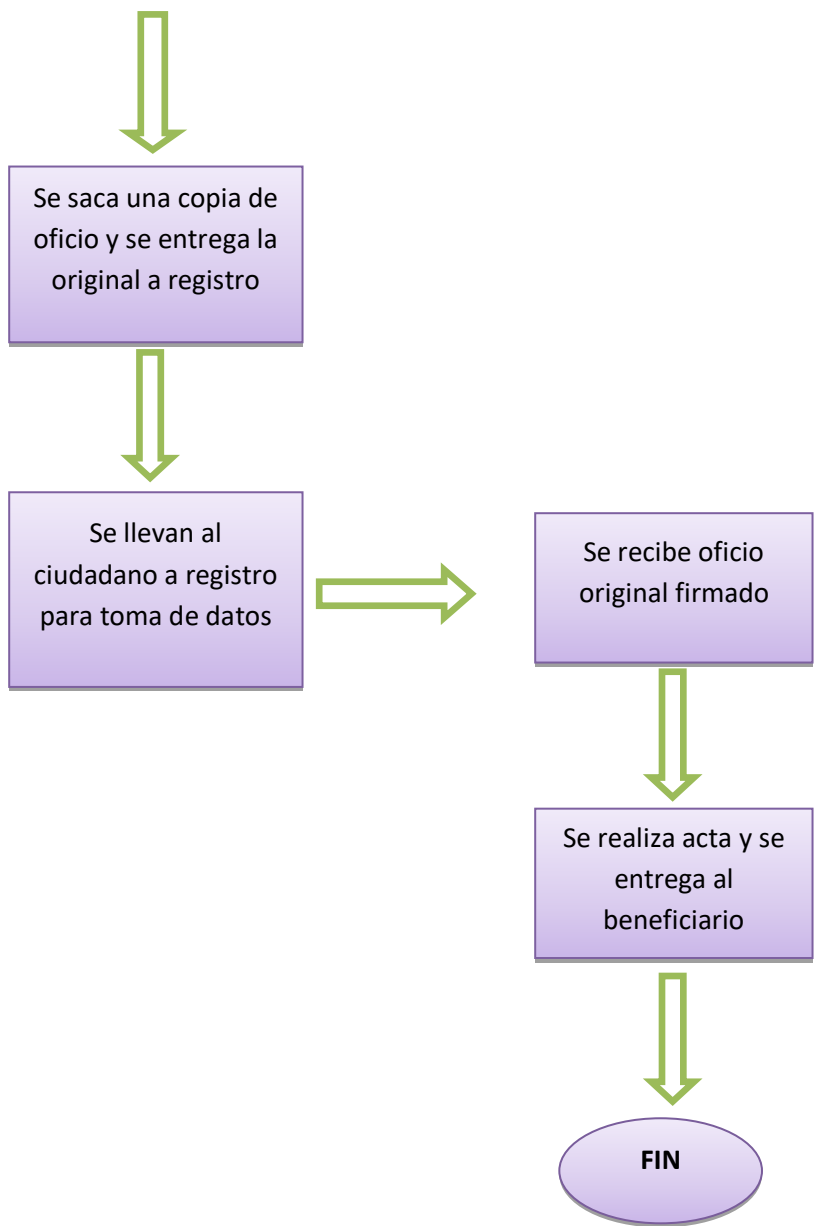 Se saca una copia de
oficio y se entrega la
original a registro
Se llevan al
ciudadano a registro
para toma de datos
Se recibe oficio
original firmado
Se realiza acta y se
entrega al
beneficiario
FIN